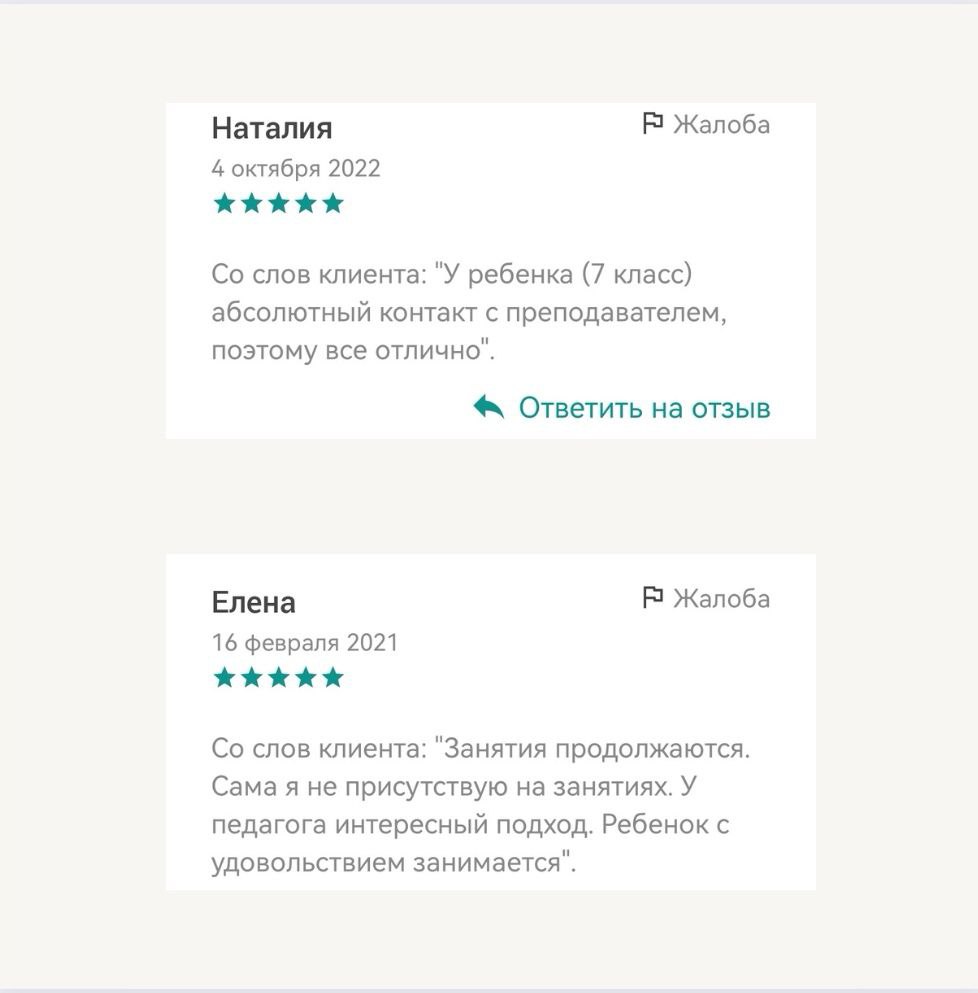 Наталия
Жалоба
4 октября 2022
Со слов клиента: "У ребенка (7 класс)
абсолютный контакт с преподавателем,
поэтому все отлично".
Ответить на отзыв
Елена
Жалоба
16 февраля 2021
Со слов клиента: "Занятия продолжаются.
Сама я не присутствую на занятиях. У
педагога интересный подход. Ребенок с
удовольствием занимается".